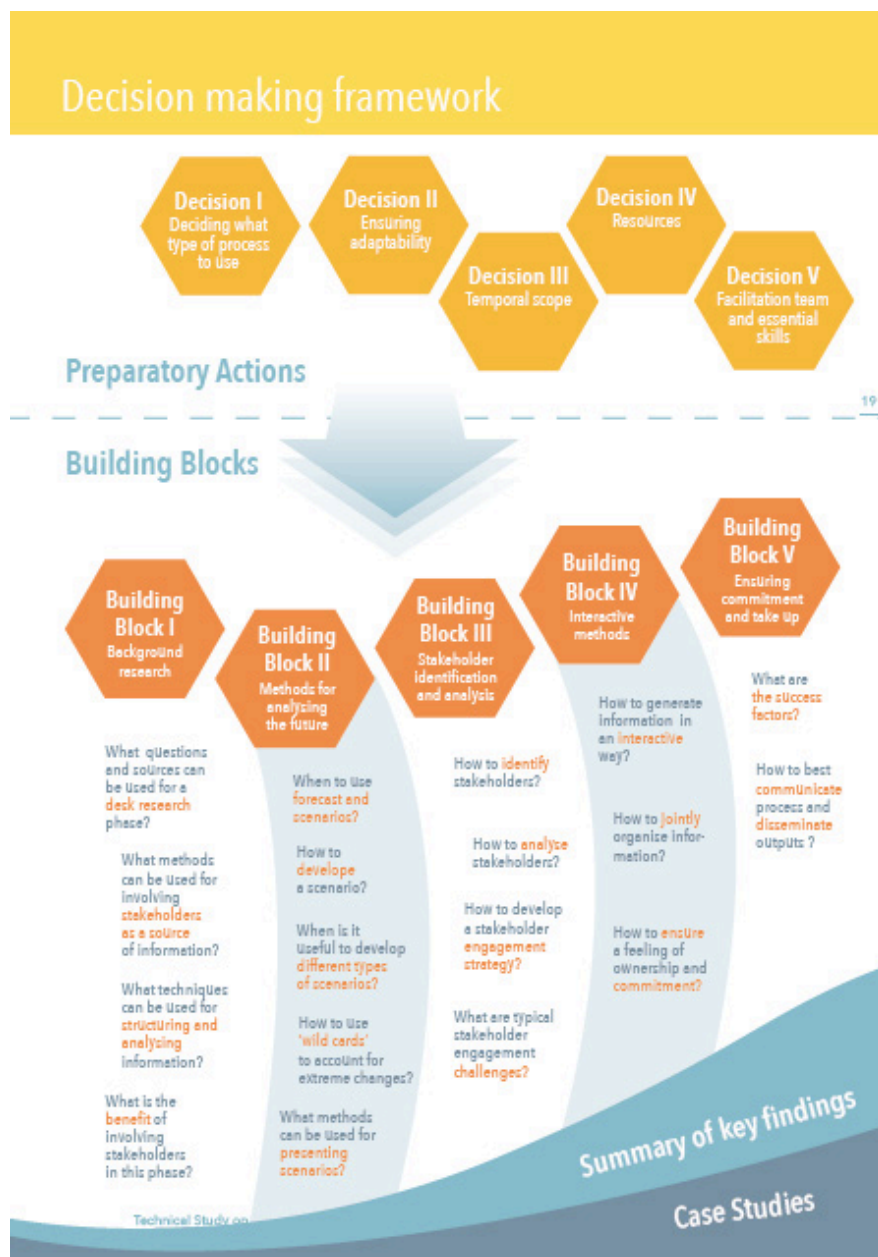 Decision making framework
Decision I
Deciding what
type of process
to use
Decision II
Ensuring
adaptability
Decision III
Temporal scope
Decision IV
Resources
Decision V
Facilitation team
and essential
skills
Preparatory Actions
19
Building Blocks
Building
Block I
Background
research
What questions
and sources can
be used for a
desk research
phase?
What methods
can be used for
involving
stakeholders
as a source
of information?
What techniques
can be used for
structuring and
analysing
information?
What is the
benefit of
involving
stakeholders
in this phase?
Building
Block II
Methods for
analysing
the future
When to use
forecast and
scenarios?
How to
develope
a scenario?
When is it
useful to develop
different types
of scenarios?
How to use
'wild cards'
to account for
extreme changes?
What methods
can be used for
presenting
scenarios?
Building
Block III
Stakeholder
identification
and analysis
How to identify
stakeholders?
How to analyse
stakeholders?
How to develop
a stakeholder
engagement
strategy?
What are typical
stakeholder
engagement
challenges?
Building
Block IV
Interactive
methods
How to generate
information in
an interactive
way?
How to jointly
organise infor-
mation?
How to ensure
a feeling of
ownership and
commitment?
Building
Block V
Ensuring
commitment
and take up
What are
the success
factors?
How to best
communicate
process and
disseminate
outputs ?
Summary of key findings
Case Studies
Technical Study on